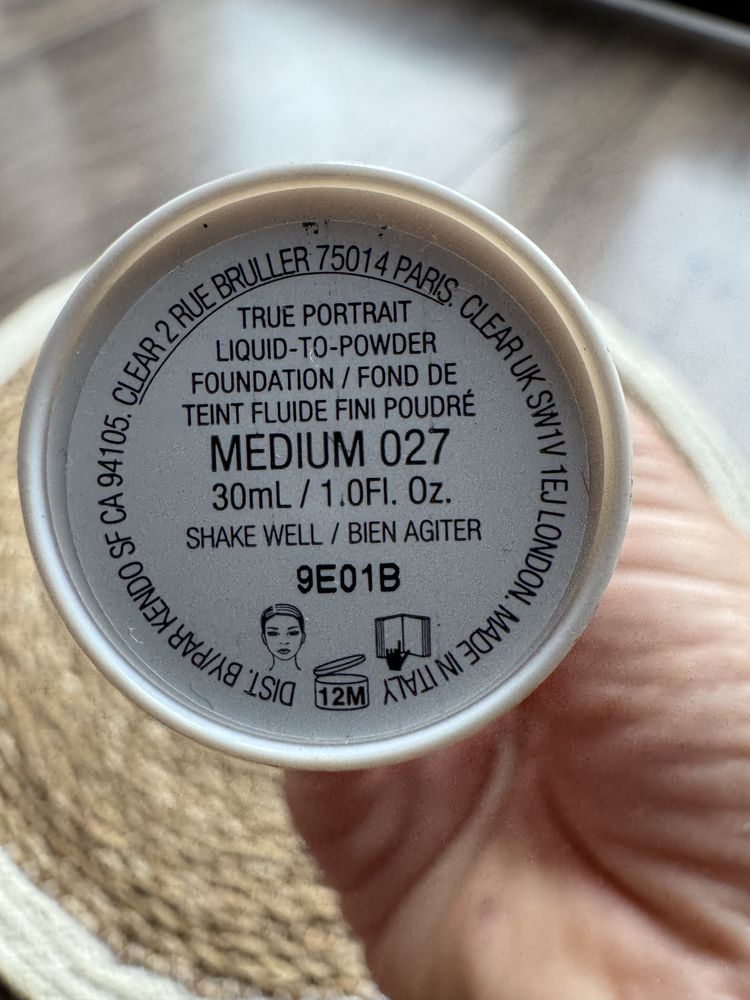 DIST. BY/PAR KENDO SF CA 94105. CLEAR 2 RUE BRULLER 75014 PARIS. CLEAR UK SW1V 1EJ LONDON. MADE IN ITALY
TRUE PORTRAIT
LIQUID-TO-POWDER
FOUNDATION / FOND DE
TEINT FLUIDE FINI POUDRÉ
MEDIUM 027
30mL / 1.0Fl. Oz.
SHAKE WELL / BIEN AGITER
9E01B
12M